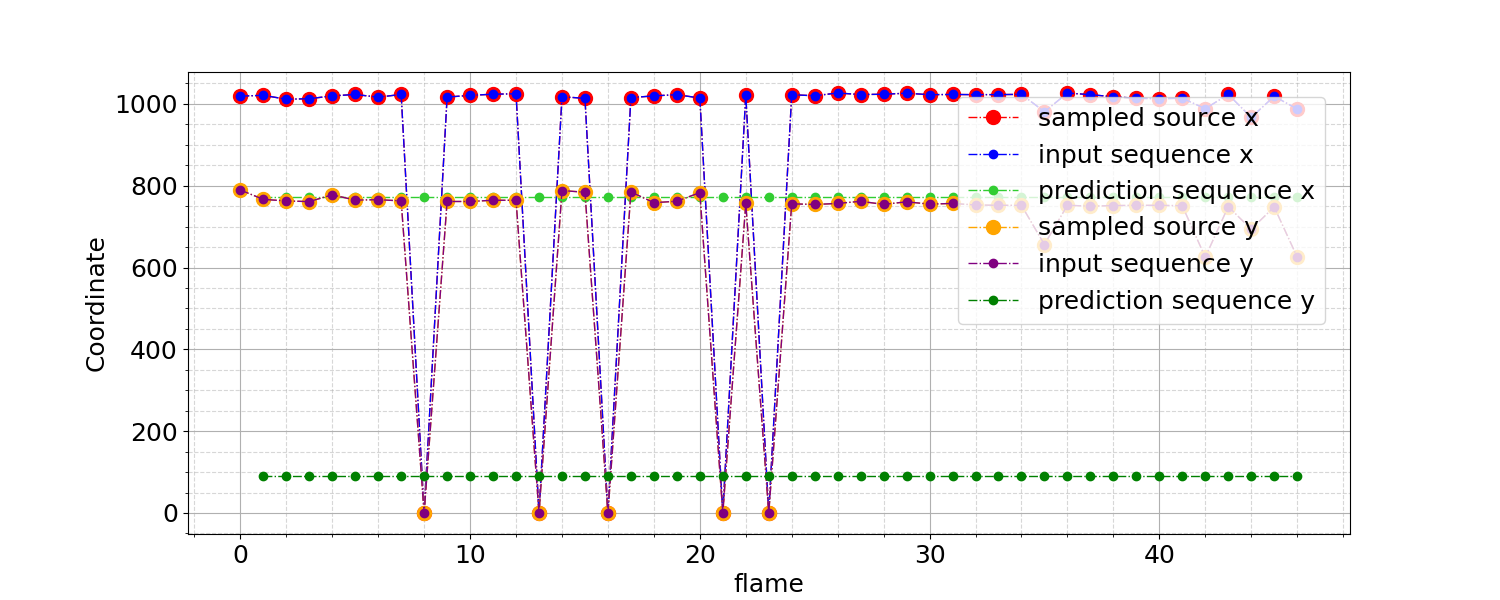 1000
800
600
400
200
0
Coordinate
sampled source x
input sequence x
prediction sequence x
sampled source y
input sequence y
prediction sequence y
0 10 20 30 40
flame